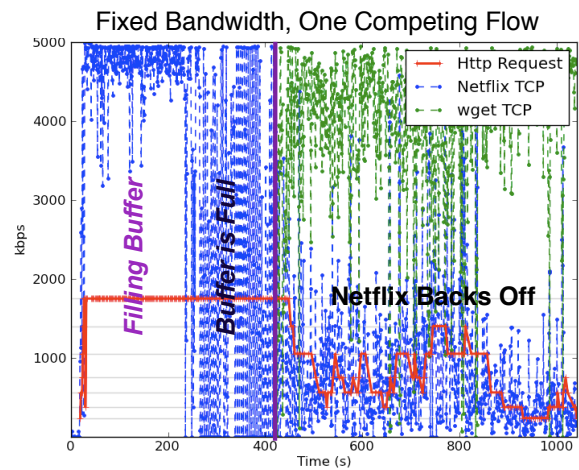 Fixed Bandwidth, One Competing Flow
5000
4000
3000
2000
1000
kbps
Http Request
Netflix TCP
wget TCP
Filling Buffer
Buffer is Full
Netflix Backs Off
0
200
400
600
800
1000
Time (s)